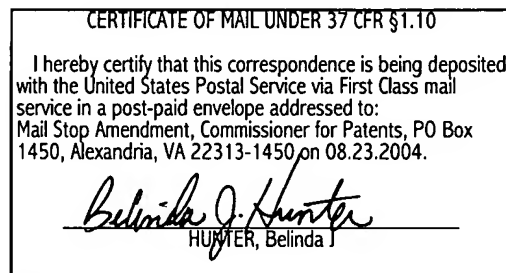 CERTIFICATE OF MAIL UNDER 37 CFR §1.10
I hereby certify that this correspondence is being deposited
with the United States Postal Service via First Class mail
service in a post-paid envelope addressed to:
Mail Stop Amendment, Commissioner for Patents, PO Box
1450, Alexandria, VA 22313-1450 on 08.23.2004.
Belinda J. Hunter
HUNTER, Belinda J